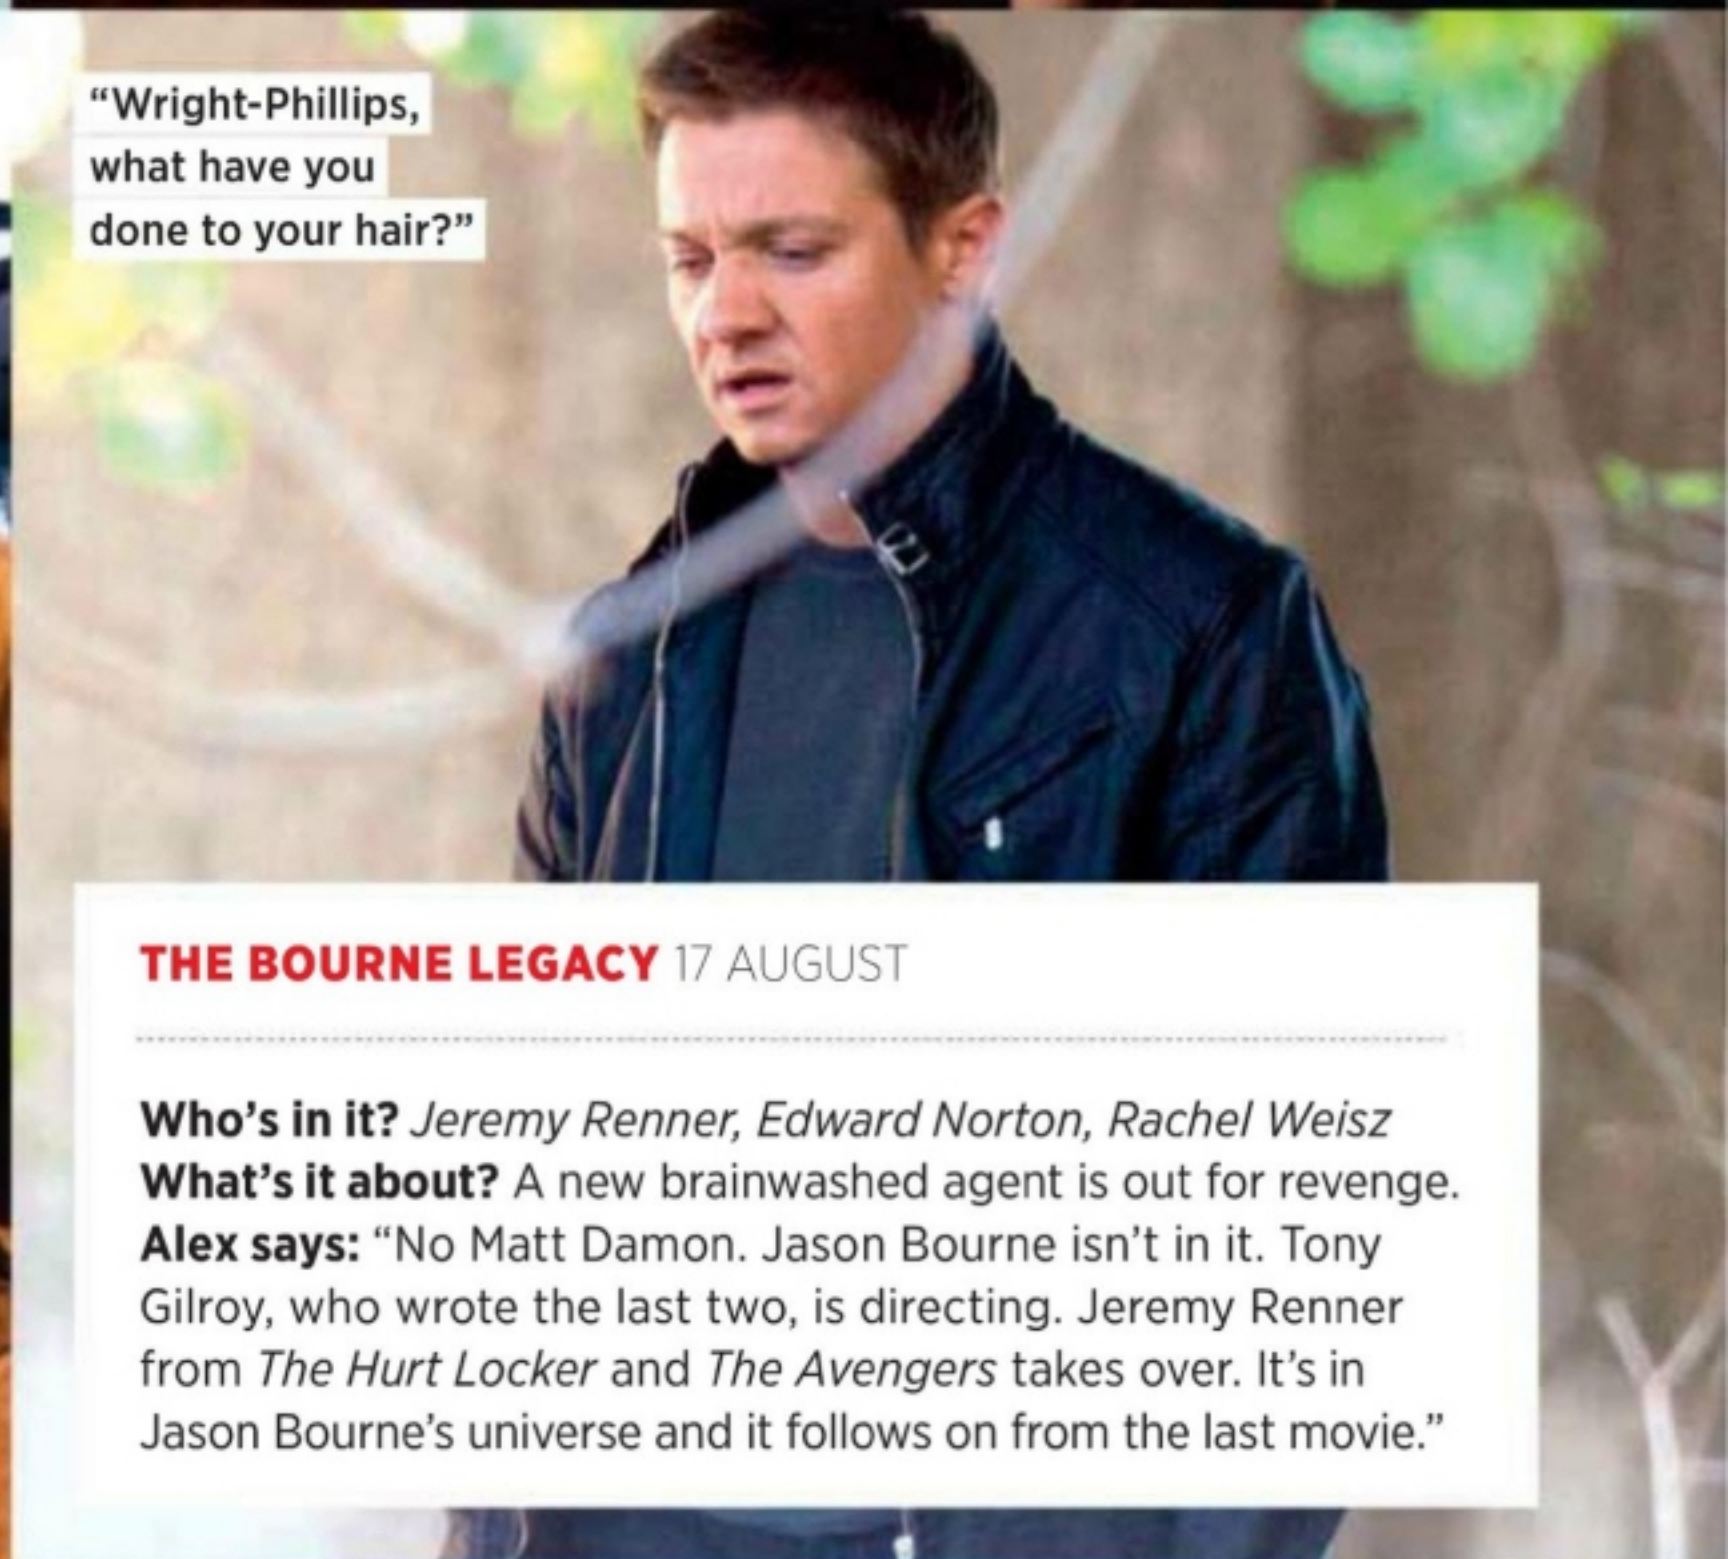 “Wright-Phillips,
what have you
done to your hair?”
THE BOURNE LEGACY 17 AUGUST
Who’s in it? Jeremy Renner, Edward Norton, Rachel Weisz
What’s it about? A new brainwashed agent is out for revenge.
Alex says: “No Matt Damon. Jason Bourne isn’t in it. Tony
Gilroy, who wrote the last two, is directing. Jeremy Renner
from The Hurt Locker and The Avengers takes over. It’s in
Jason Bourne’s universe and it follows on from the last movie.”